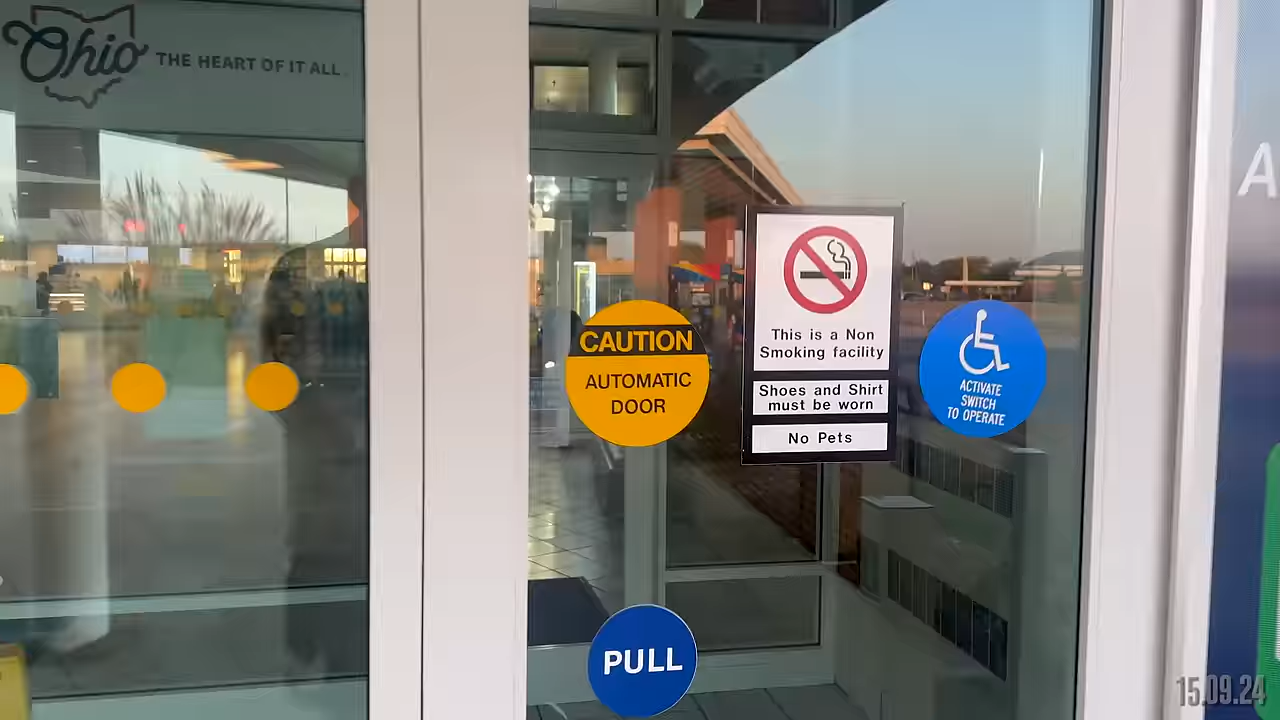 Ohio
THE HEART OF IT ALL.
CAUTION
AUTOMATIC
DOOR
This is a Non
Smoking facility
Shoes and Shirt
must be worn
No Pets
ACTIVATE
SWITCH
TO OPERATE
PULL
A
15.09.24